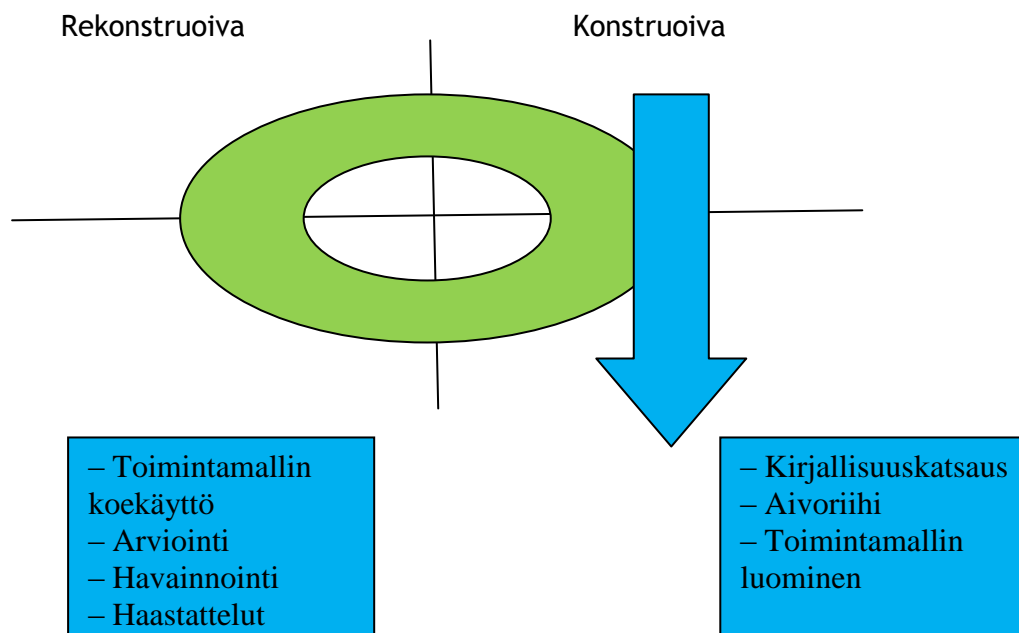 Rekonstruoiva
Konstruoiva
– Toimintamallin
koekäyttö
– Arviointi
– Havainnointi
– Haastattelut
– Kirjallisuuskatsaus
– Aivoriihi
– Toimintamallin
luominen